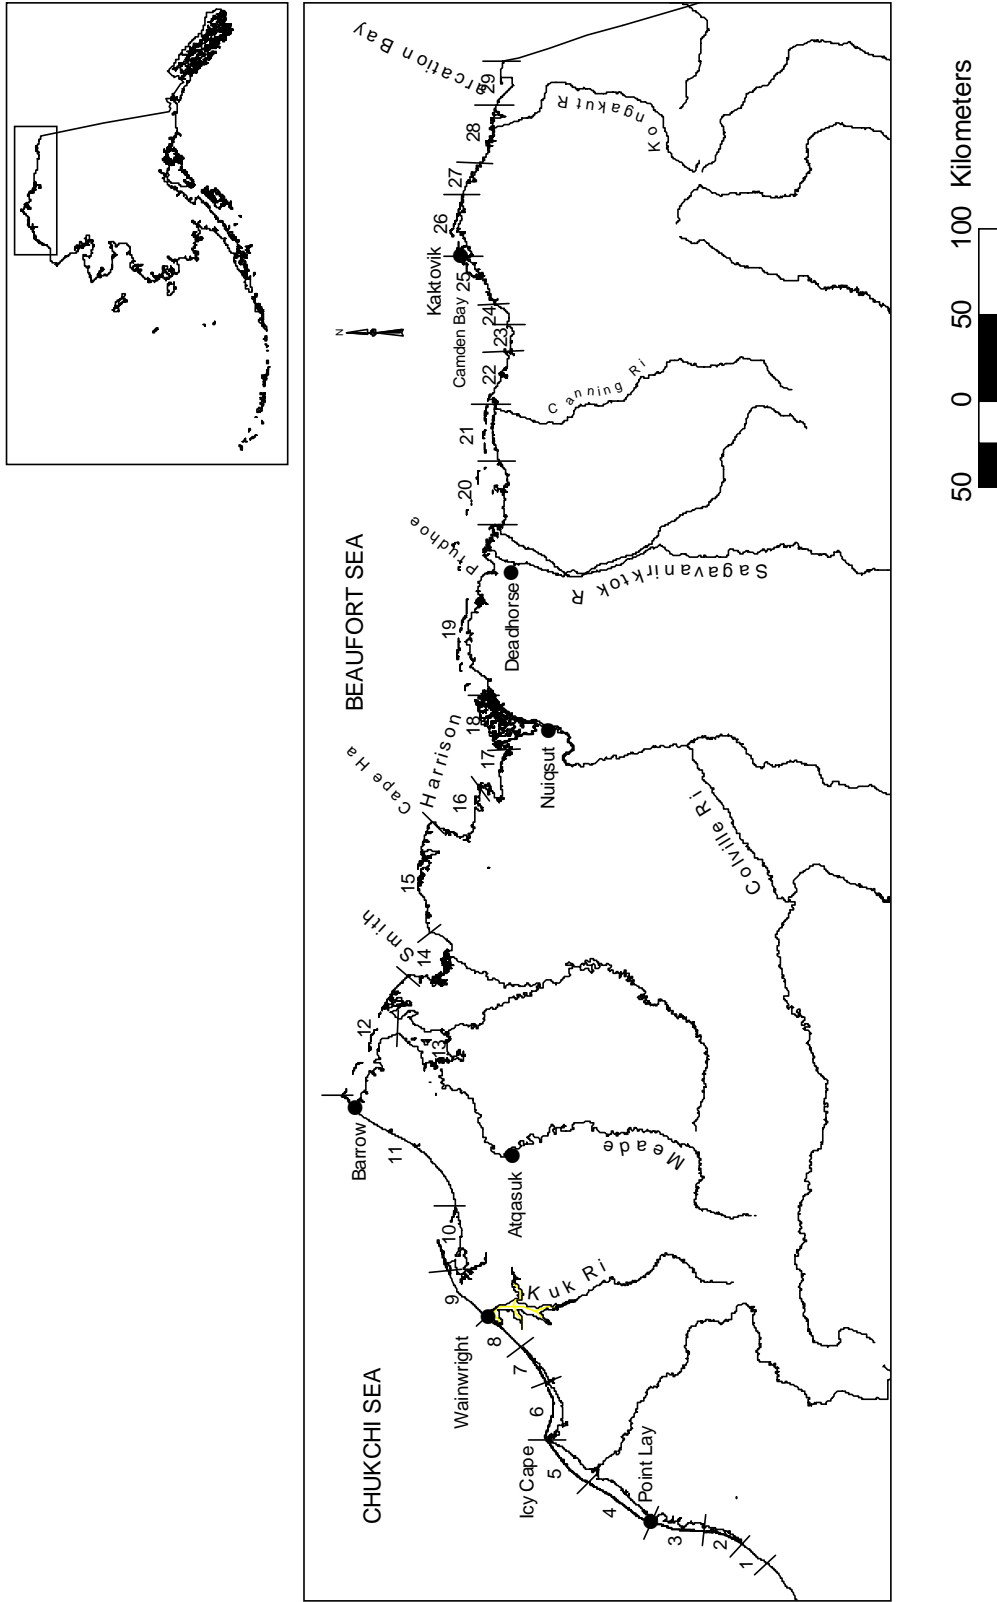 CHUKCHI SEA
BEAUFORT SEA
N
1
2
3
Point Lay
4
5
Icy Cape
6
7
8
Wainwright
Kuk Ri
9
10
11
Barrow
Atqasuk
Meade
12
13
14
Smith
15
Cape Ha
Harrison
16
17
18
Nuiqsut
Colville Ri
19
Deadhorse
Prudhoe
Sagavanirktok R
20
21
Canning Ri
22
23
24
Camden Bay
25
Kaktovik
26
27
28
Kongakut R
29
arcation Bay
50 0 50 100 Kilometers